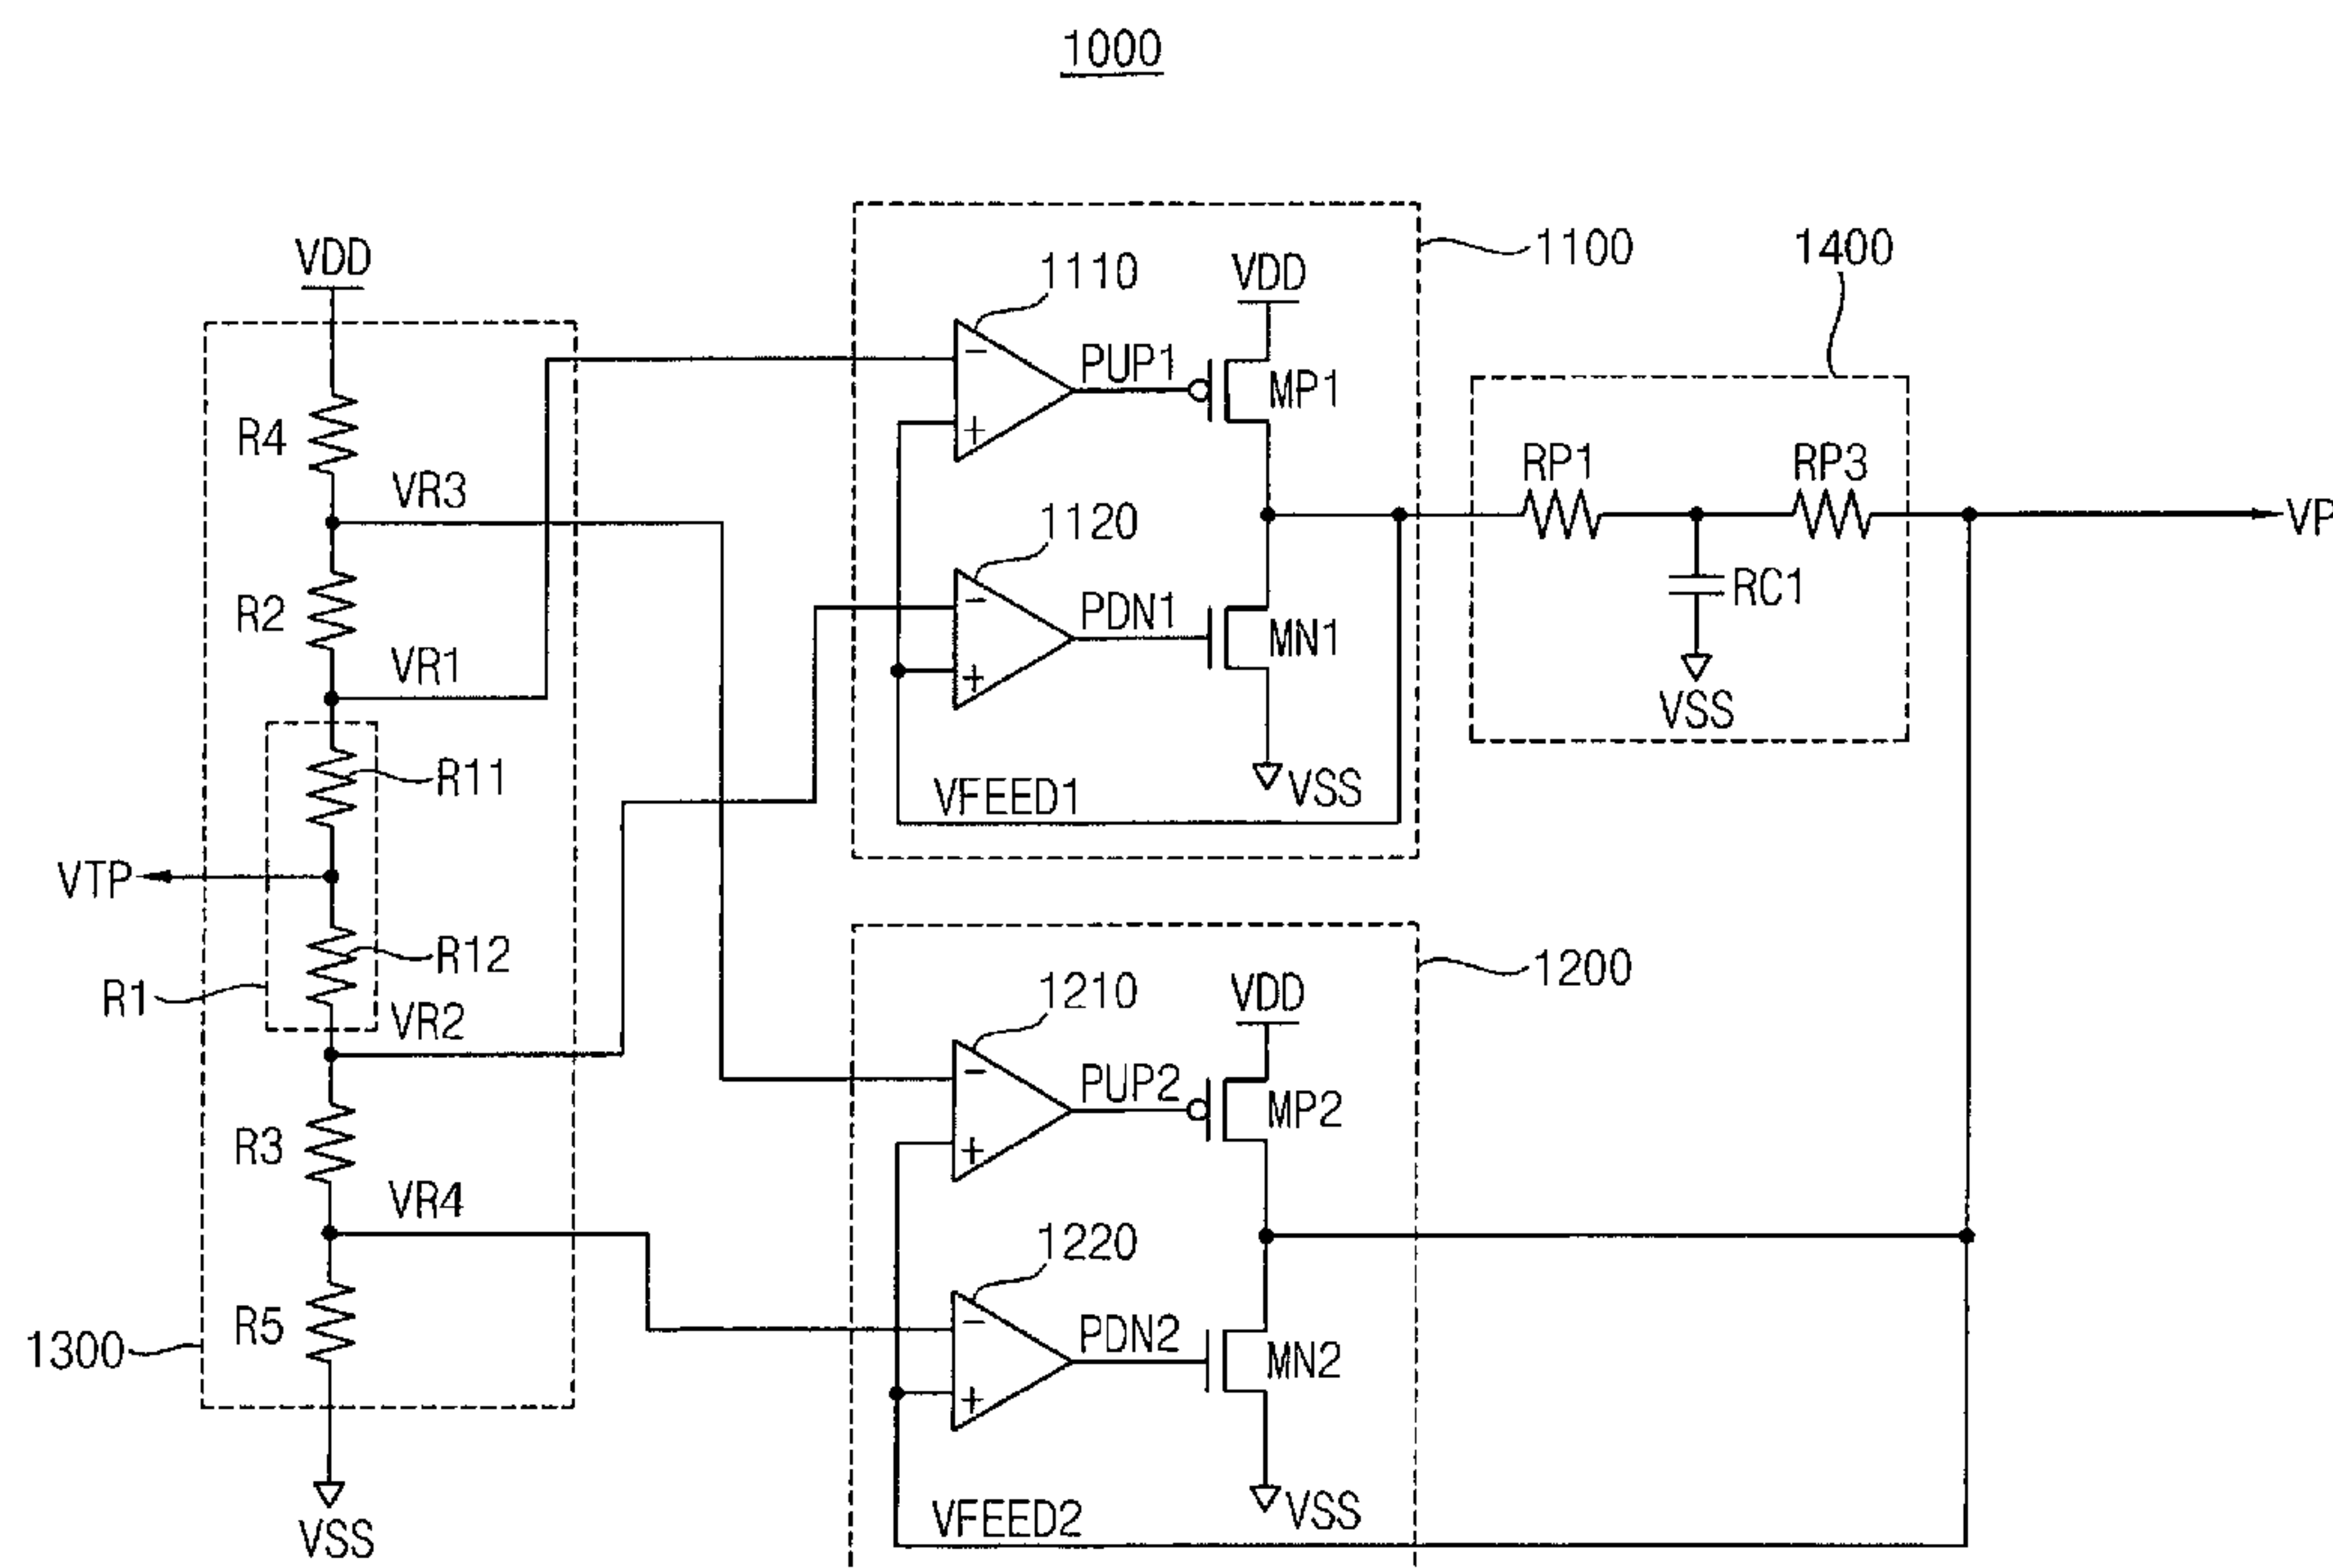 1000
VDD
R4
VR3
R2
VR1
R11
VTP
R12
R1
VR2
R3
VR4
R5
1300
VSS
1100
1110
VDD
-
PUP1
MP1
+
1120
-
PDN1
MN1
+
VFEED1
VSS
1400
RP1
RP3
RC1
VSS
VP
1200
1210
VDD
-
PUP2
MP2
+
1220
-
PDN2
MN2
+
VFEED2
VSS